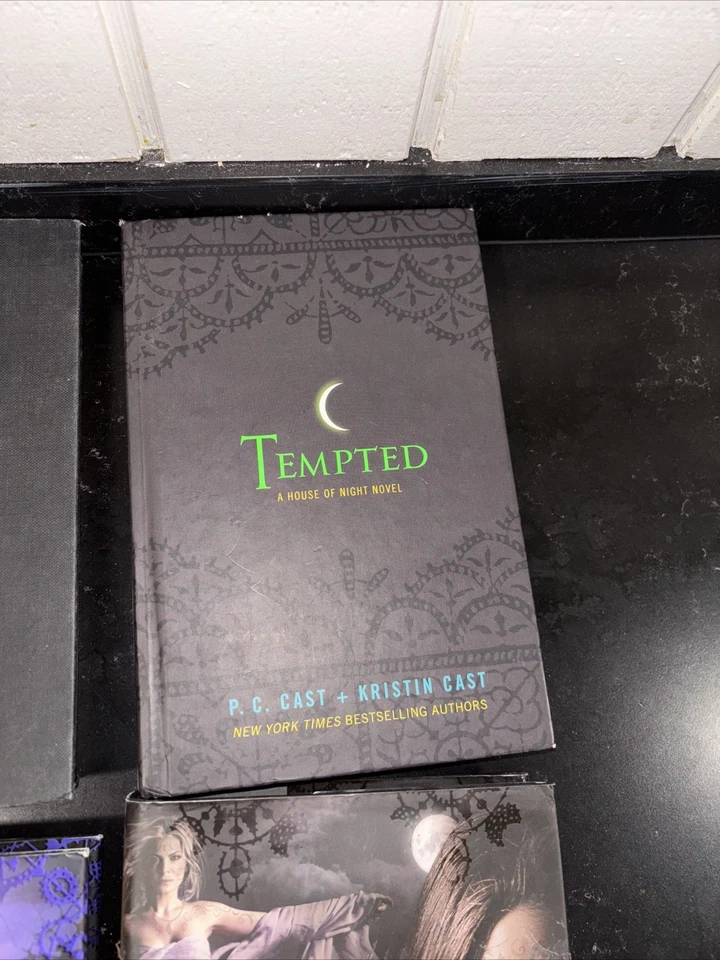 TEMPTED
A HOUSE OF NIGHT NOVEL
P. C. CAST + KRISTIN CAST
NEW YORK TIMES BESTSELLING AUTHORS